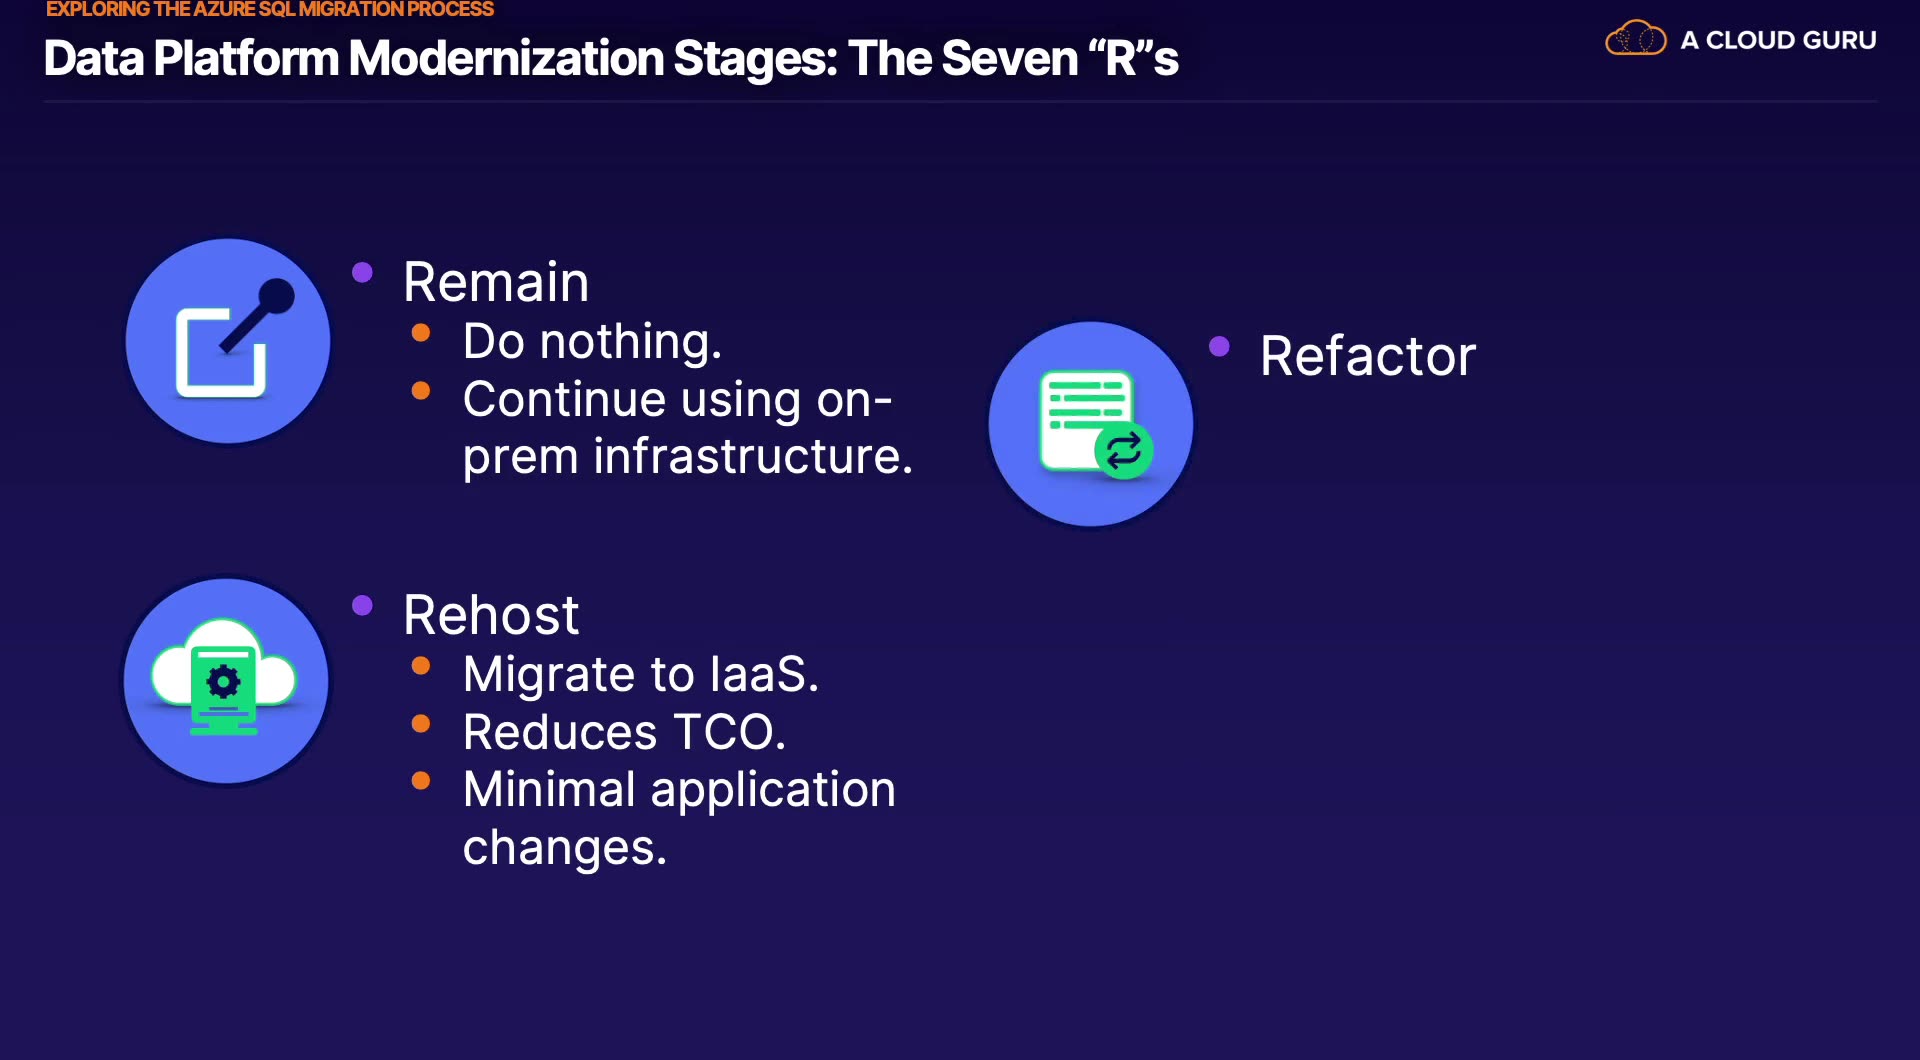 EXPLORING THE AZURE SQL MIGRATION PROCESS
Data Platform Modernization Stages: The Seven “R”s
A CLOUD GURU
Remain
Do nothing.
Continue using on-
prem infrastructure.
Rehost
Migrate to IaaS.
Reduces TCO.
Minimal application
changes.
Refactor